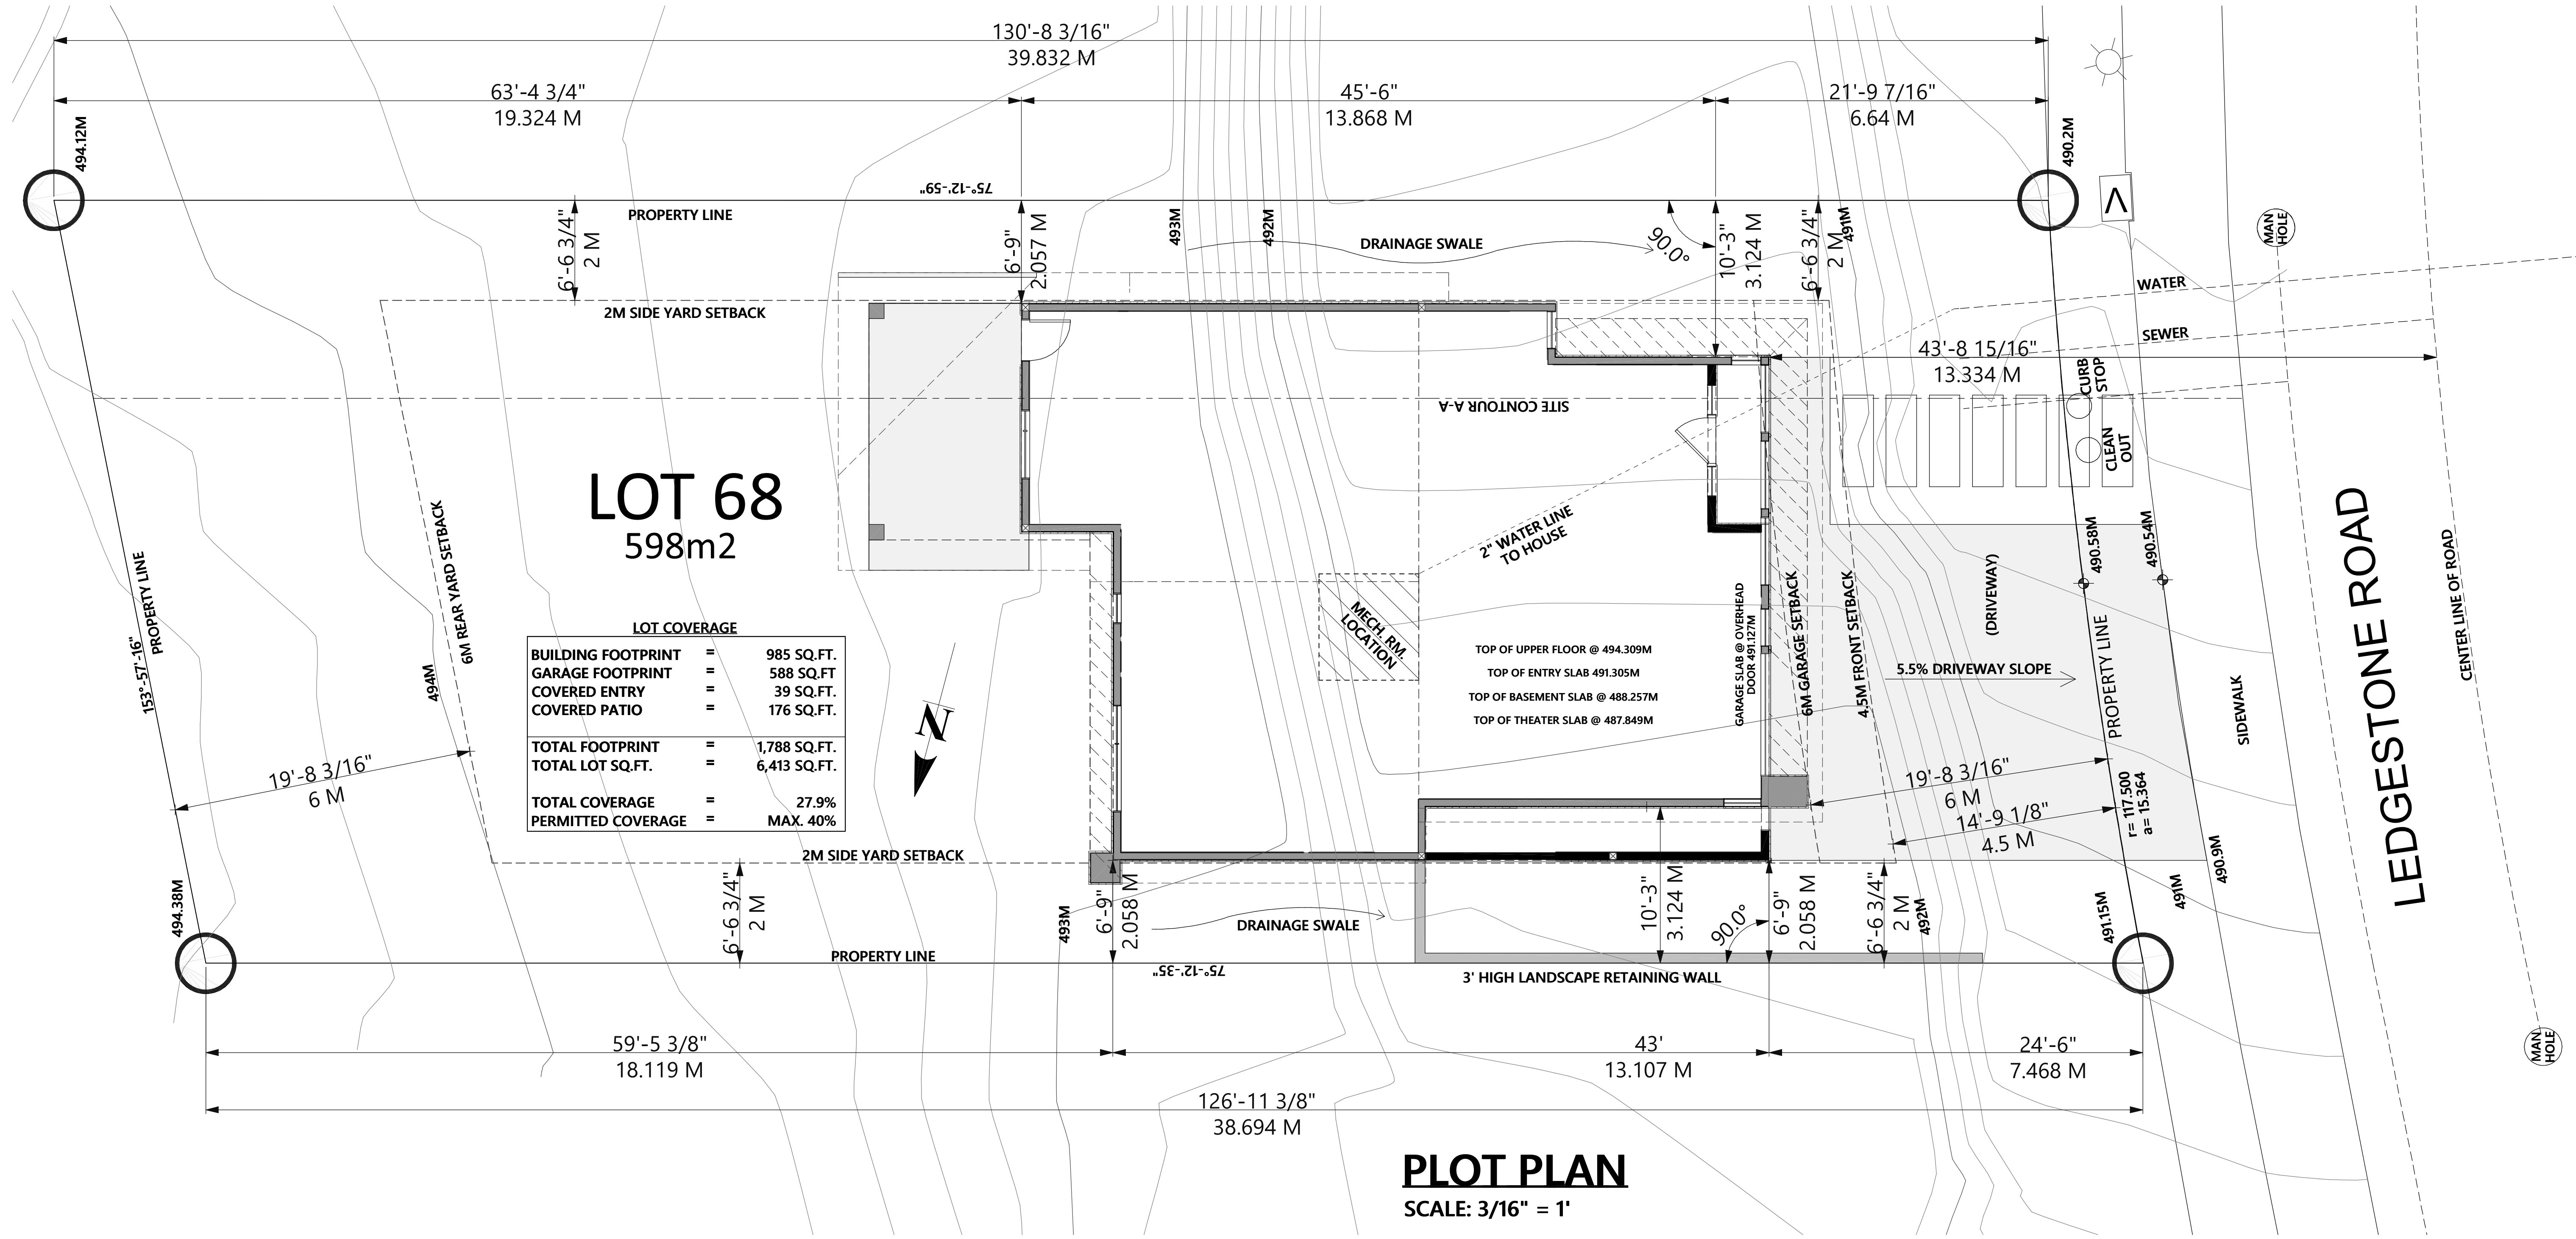 130'-8 3/16"
39.832 M
63'-4 3/4"
19.324 M
45'-6"
13.868 M
21'-9 7/16"
6.64 M
494.12M
490.2M
75°-12'-59"
PROPERTY LINE
6'-6 3/4"
2 M
6'-9"
2.057 M
493M
492M
DRAINAGE SWALE
90.0°
10'-3"
3.124 M
6'-6 3/4"
2 M
491M
MAN
HOLE
WATER
SEWER
2M SIDE YARD SETBACK
43'-8 15/16"
13.334 M
CURB
STOP
CLEAN
OUT
SITE CONTOUR A-A
LOT 68
598m2
2" WATER LINE
TO HOUSE
MECH. RM.
LOCATION
PROPERTY LINE
153°-57'-16"
6M REAR YARD SETBACK
494M
LOT COVERAGE
BUILDING FOOTPRINT = 985 SQ.FT.
GARAGE FOOTPRINT = 588 SQ.FT
COVERED ENTRY = 39 SQ.FT.
COVERED PATIO = 176 SQ.FT.
TOTAL FOOTPRINT = 1,788 SQ.FT.
TOTAL LOT SQ.FT. = 6,413 SQ.FT.
TOTAL COVERAGE = 27.9%
PERMITTED COVERAGE = MAX. 40%
N
TOP OF UPPER FLOOR @ 494.309M
TOP OF ENTRY SLAB 491.305M
TOP OF BASEMENT SLAB @ 488.257M
TOP OF THEATER SLAB @ 487.849M
GARAGE SLAB @ OVERHEAD
DOOR 491.127M
6M GARAGE SETBACK
4.5M FRONT SETBACK
(DRIVEWAY)
5.5% DRIVEWAY SLOPE
490.58M
490.54M
PROPERTY LINE
SIDEWALK
LEDGESTONE ROAD
CENTER LINE OF ROAD
19'-8 3/16"
6 M
19'-8 3/16"
6 M
14'-9 1/8"
4.5 M
r= 117.500
a= 15.364
2M SIDE YARD SETBACK
494.38M
6'-6 3/4"
2 M
493M
6'-9"
2.058 M
DRAINAGE SWALE
10'-3"
3.124 M
90.0°
6'-9"
2.058 M
6'-6 3/4"
2 M
492M
491.15M
491M
490.9M
PROPERTY LINE
75°-12'-35"
3' HIGH LANDSCAPE RETAINING WALL
MAN
HOLE
59'-5 3/8"
18.119 M
43'
13.107 M
24'-6"
7.468 M
126'-11 3/8"
38.694 M
PLOT PLAN
SCALE: 3/16" = 1'